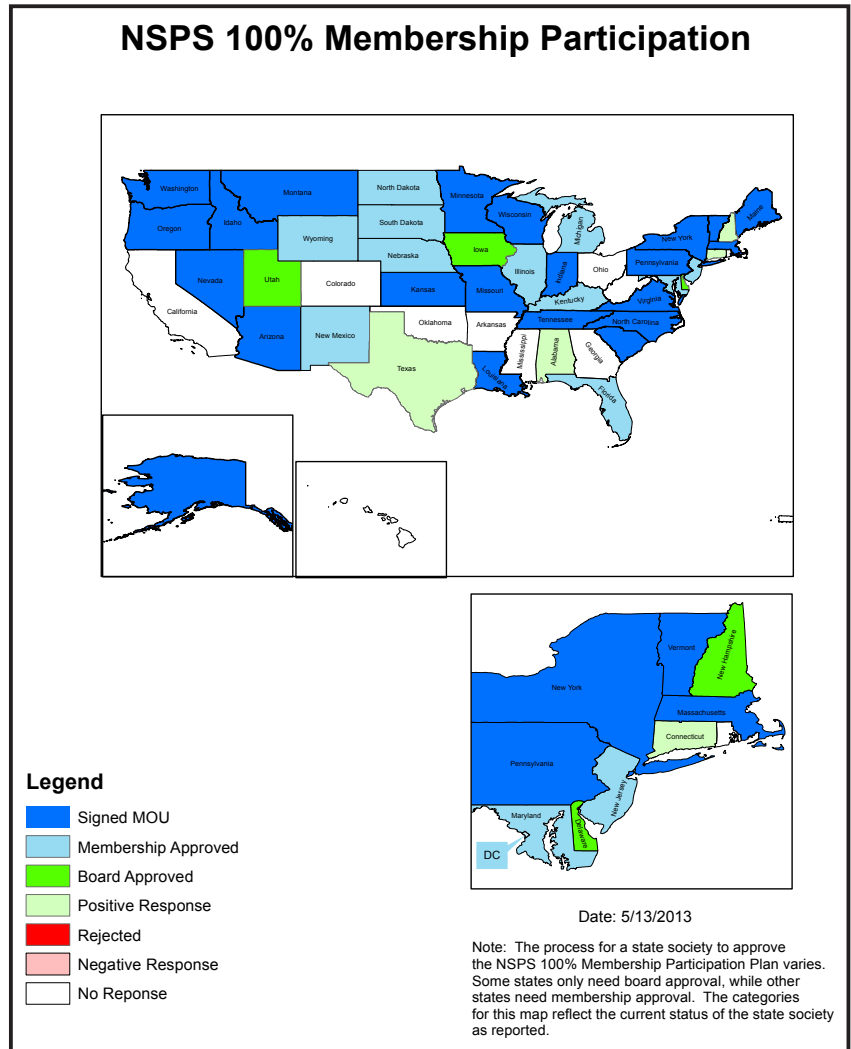 NSPS 100% Membership Participation
Washington
Montana
North Dakota
Minnesota
Oregon
Idaho
South Dakota
Wisconsin
Michigan
New York
Maine
Wyoming
Nebraska
Iowa
Illinois
Indiana
Ohio
Pennsylvania
Nevada
Utah
Colorado
Kansas
Missouri
Kentucky
Virginia
California
Arizona
New Mexico
Oklahoma
Arkansas
Tennessee
North Carolina
Texas
Louisiana
Mississippi
Alabama
Georgia
Florida
New York
Vermont
New Hampshire
Massachusetts
Connecticut
Pennsylvania
New Jersey
Maryland
Delaware
DC
Legend
Signed MOU
Membership Approved
Board Approved
Positive Response
Rejected
Negative Response
No Reponse
Date: 5/13/2013
Note: The process for a state society to approve
the NSPS 100% Membership Participation Plan varies.
Some states only need board approval, while other
states need membership approval. The categories
for this map reflect the current status of the state society
as reported.